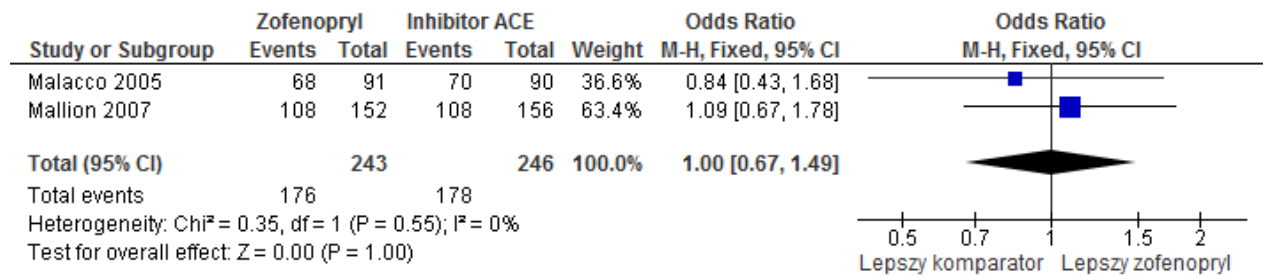 Zofenopryl Inhibitor ACE Odds Ratio Odds Ratio
Study or Subgroup Events Total Events Total Weight M-H, Fixed, 95% CI M-H, Fixed, 95% CI
Malacco 2005 68 91 70 90 36.6% 0.84 [0.43, 1.68]
Mallion 2007 108 152 108 156 63.4% 1.09 [0.67, 1.78]
Total (95% CI) 243 246 100.0% 1.00 [0.67, 1.49]
Total events 176 178
Heterogeneity: Chi² = 0.35, df = 1 (P = 0.55); I² = 0%
Test for overall effect: Z = 0.00 (P = 1.00)
0.5 0.7 1 1.5 2
Lepszy komparator Lepszy zofenopryl